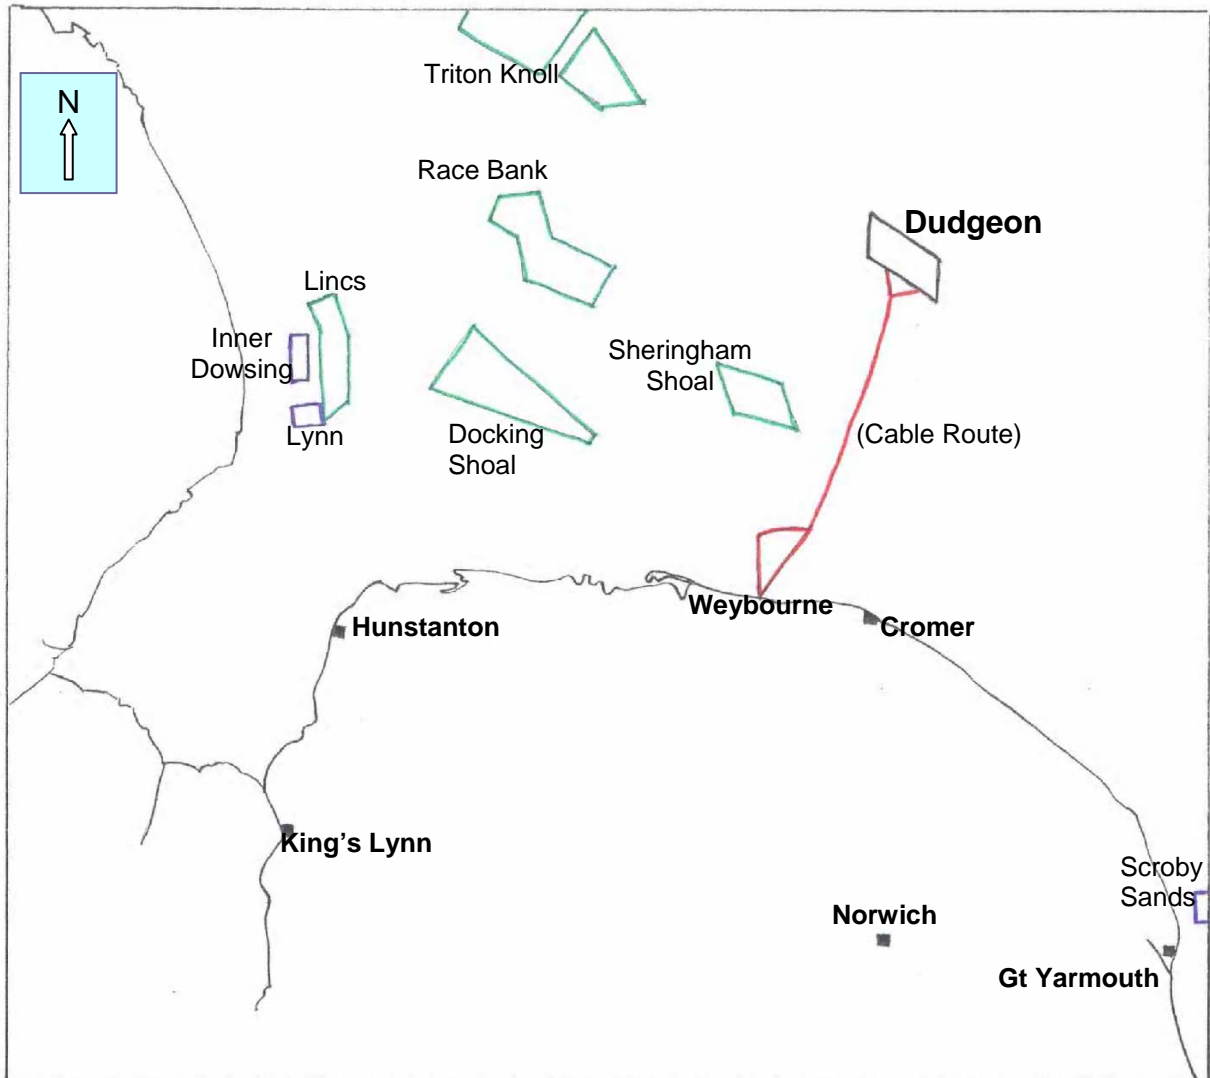 Triton Knoll
N
Race Bank
Dudgeon
Lincs
Inner
Dowsing
Sheringham
Shoal
Lynn
Docking
Shoal
(Cable Route)
Weybourne
Hunstanton
Cromer
King's Lynn
Scroby
Sands
Norwich
Gt Yarmouth